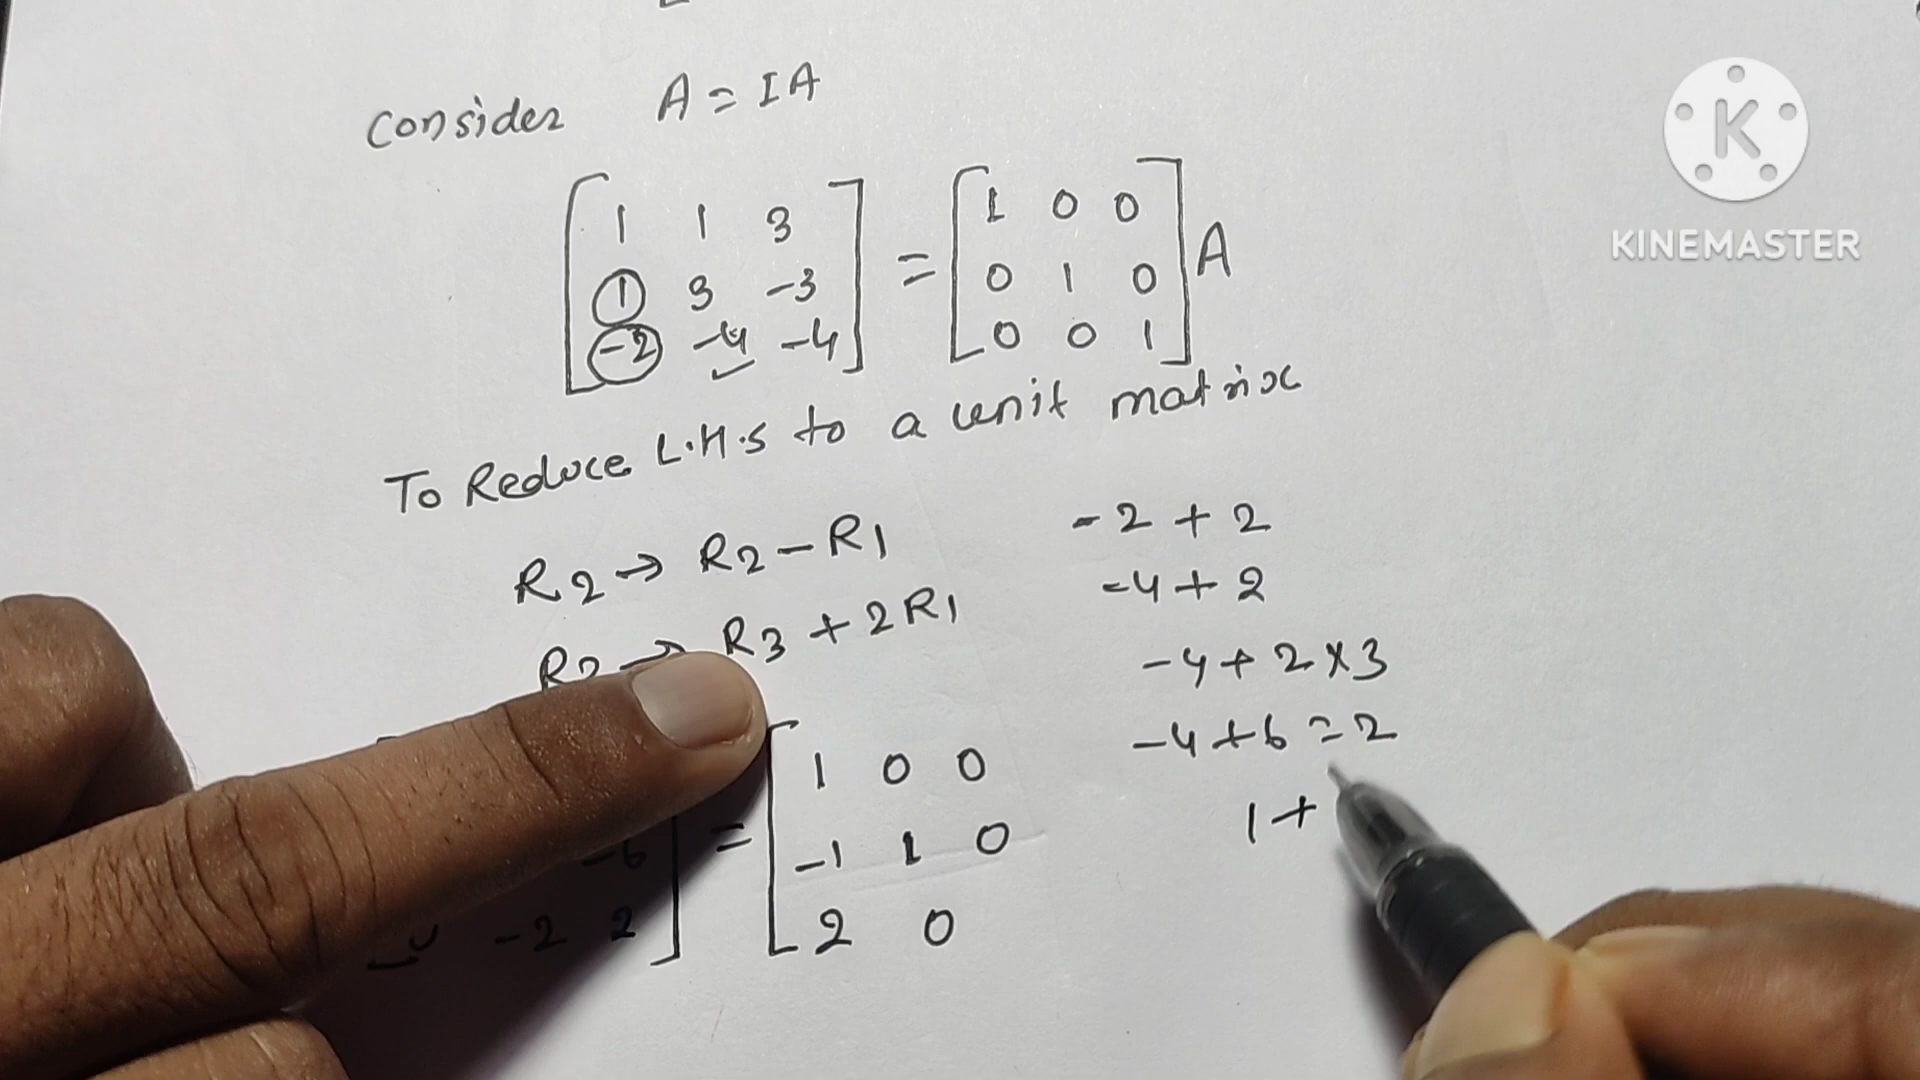 Consider A = IA
K
KINEMASTER
1 1 3
1 3 -3
-2 -4 -4
=
1 0 0
0 1 0
0 0 1
A
To Reduce L.H.S to a unit matrix
R2 → R2 - R1
-2 + 2
-4 + 2
R3 + 2R1
-4 + 2 × 3
-4 + 6 = 2
1 +
-6
-2 2
=
1 0 0
-1 1 0
2 0